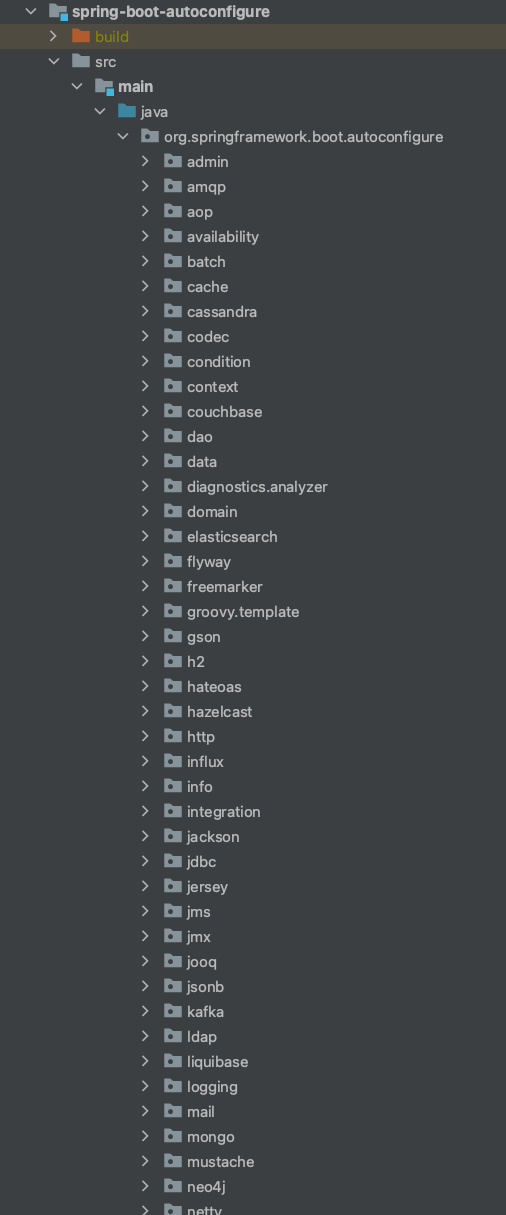 spring-boot-autoconfigure
build
src
main
java
org.springframework.boot.autoconfigure
admin
amqp
aop
availability
batch
cache
cassandra
codec
condition
context
couchbase
dao
data
diagnostics.analyzer
domain
elasticsearch
flyway
freemarker
groovy.template
gson
h2
hateoas
hazelcast
http
influx
info
integration
jackson
jdbc
jersey
jms
jmx
jooq
jsonb
kafka
ldap
liquibase
logging
mail
mongo
mustache
neo4j
netty